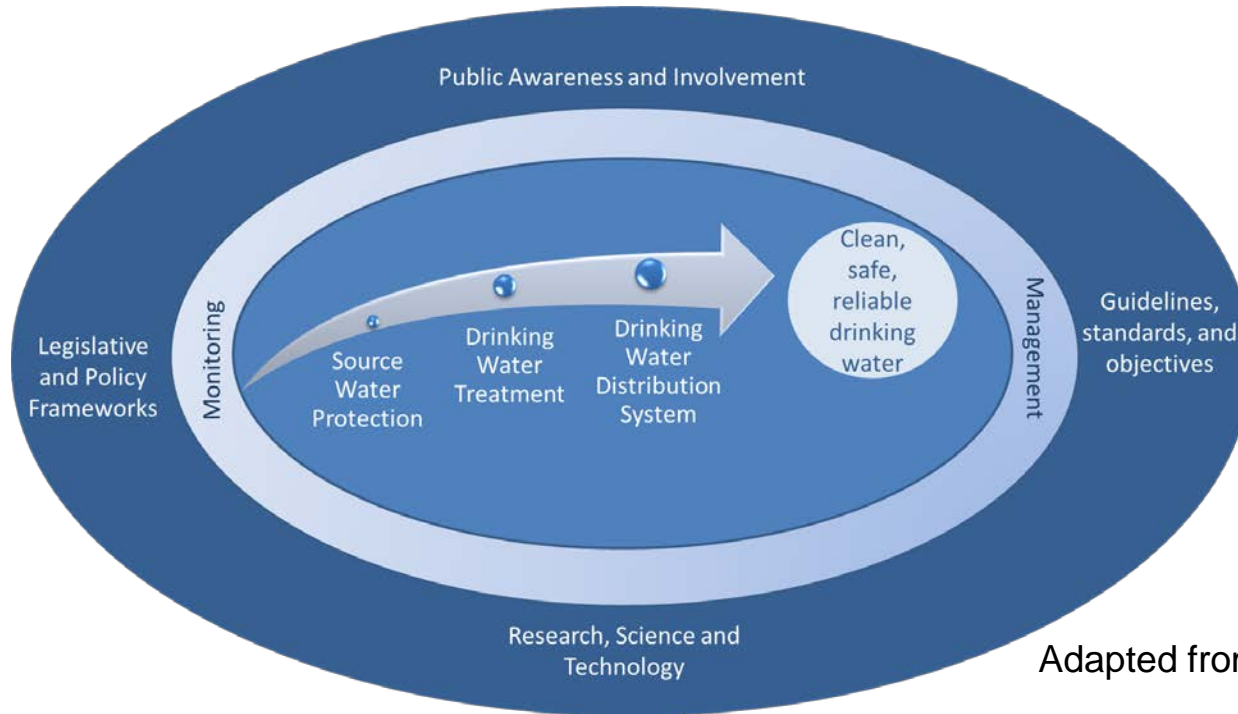 Public Awareness and Involvement
Legislative
and Policy
Frameworks
Monitoring
Source
Water
Protection
Drinking
Water
Treatment
Drinking
Water
Distribution
System
Clean,
safe,
reliable
drinking
water
Management
Guidelines,
standards, and
objectives
Research, Science and
Technology
Adapted